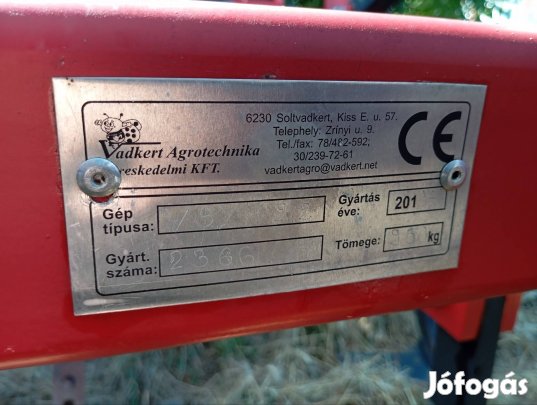 6230 Soltvadkert, Kiss E. u. 57.
Telephely: Zrínyi u. 9.
Tel./fax: 78/482-592;
30/239-72-61
vadkertagro@vadkert.net
Vadkert Agrotechnika
Kereskedelmi KFT.
CE
Gép típusa:
Gyártás éve: 201
Gyárt. száma: 2366
Tömege: kg
Jófogás